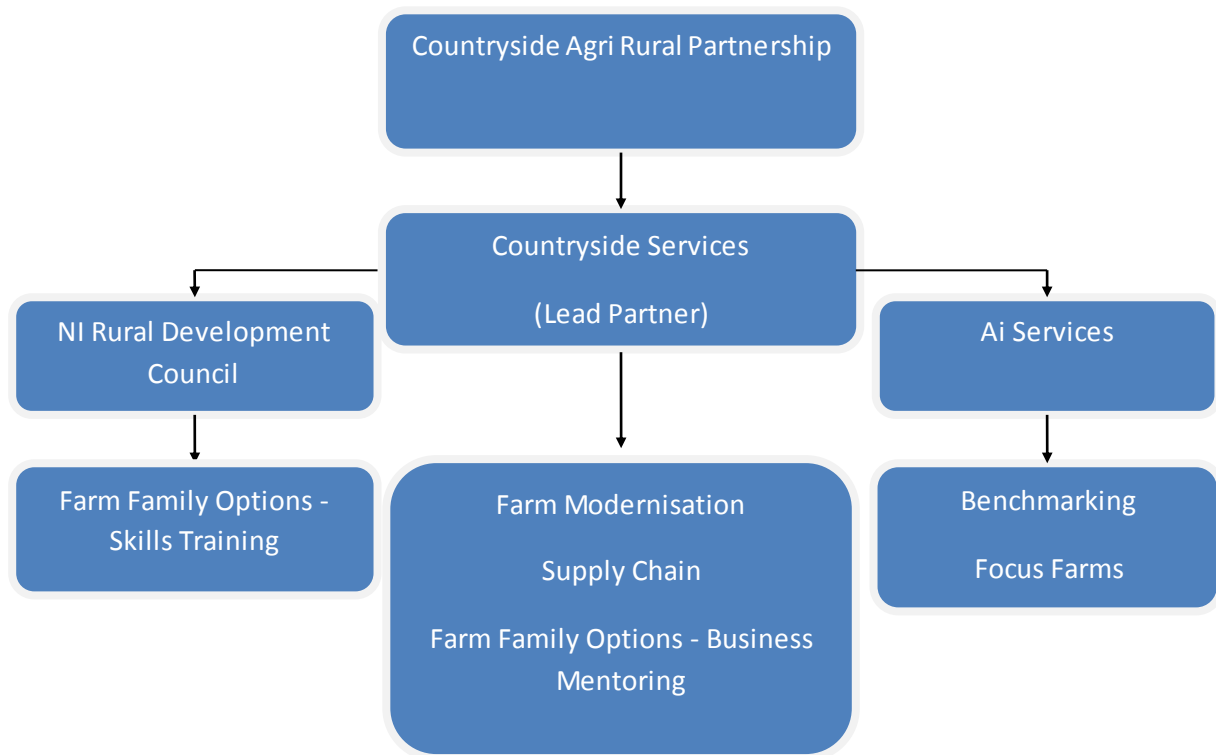 Countryside Agri Rural Partnership
Countryside Services
(Lead Partner)
NI Rural Development
Council
Ai Services
Farm Family Options -
Skills Training
Farm Modernisation
Supply Chain
Farm Family Options - Business
Mentoring
Benchmarking
Focus Farms